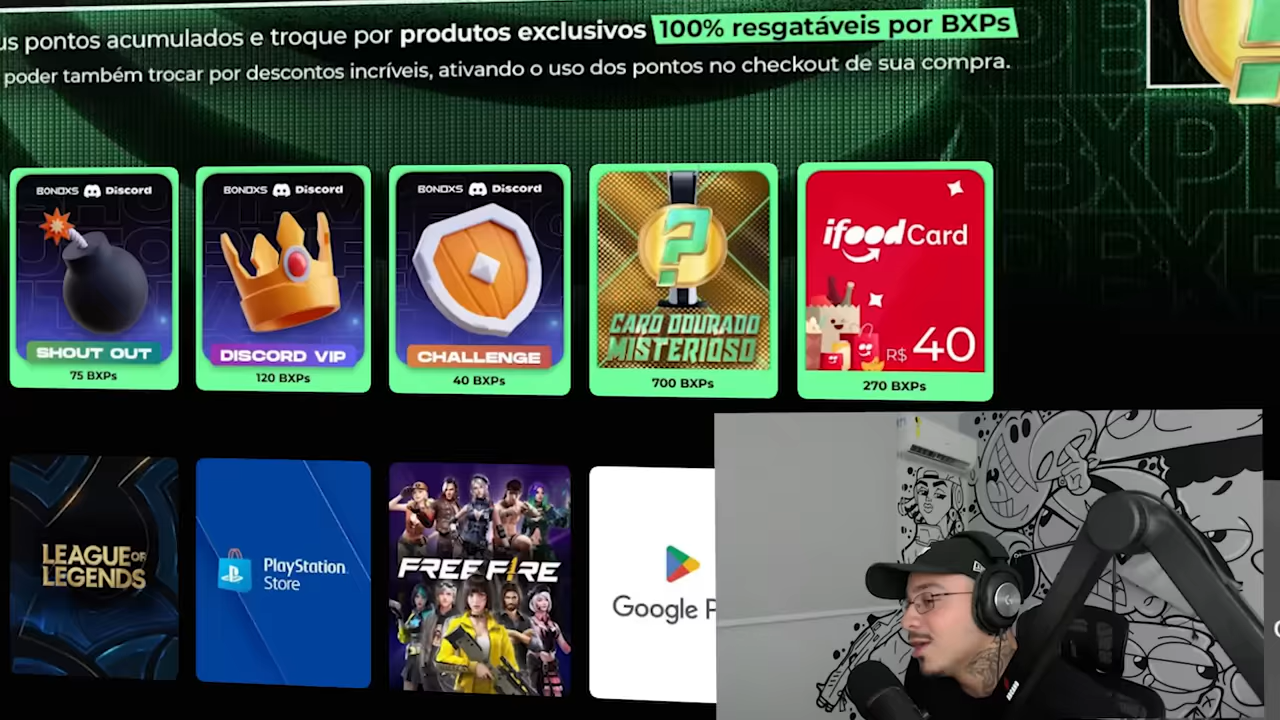 us pontos acumulados e troque por produtos exclusivos 100% resgatáveis por BXPs
poder também trocar por descontos incríveis, ativando o uso dos pontos no checkout de sua compra.
BONOXS Discord
SHOUT OUT
75 BXPs
BONOXS Discord
DISCORD VIP
120 BXPs
BONOXS Discord
CHALLENGE
40 BXPs
?
CARD DOURADO
MISTERIOSO
700 BXPs
ifood Card
R$ 40
270 BXPs
LEAGUE OF
LEGENDS
PlayStation
Store
FREE FIRE
Google P